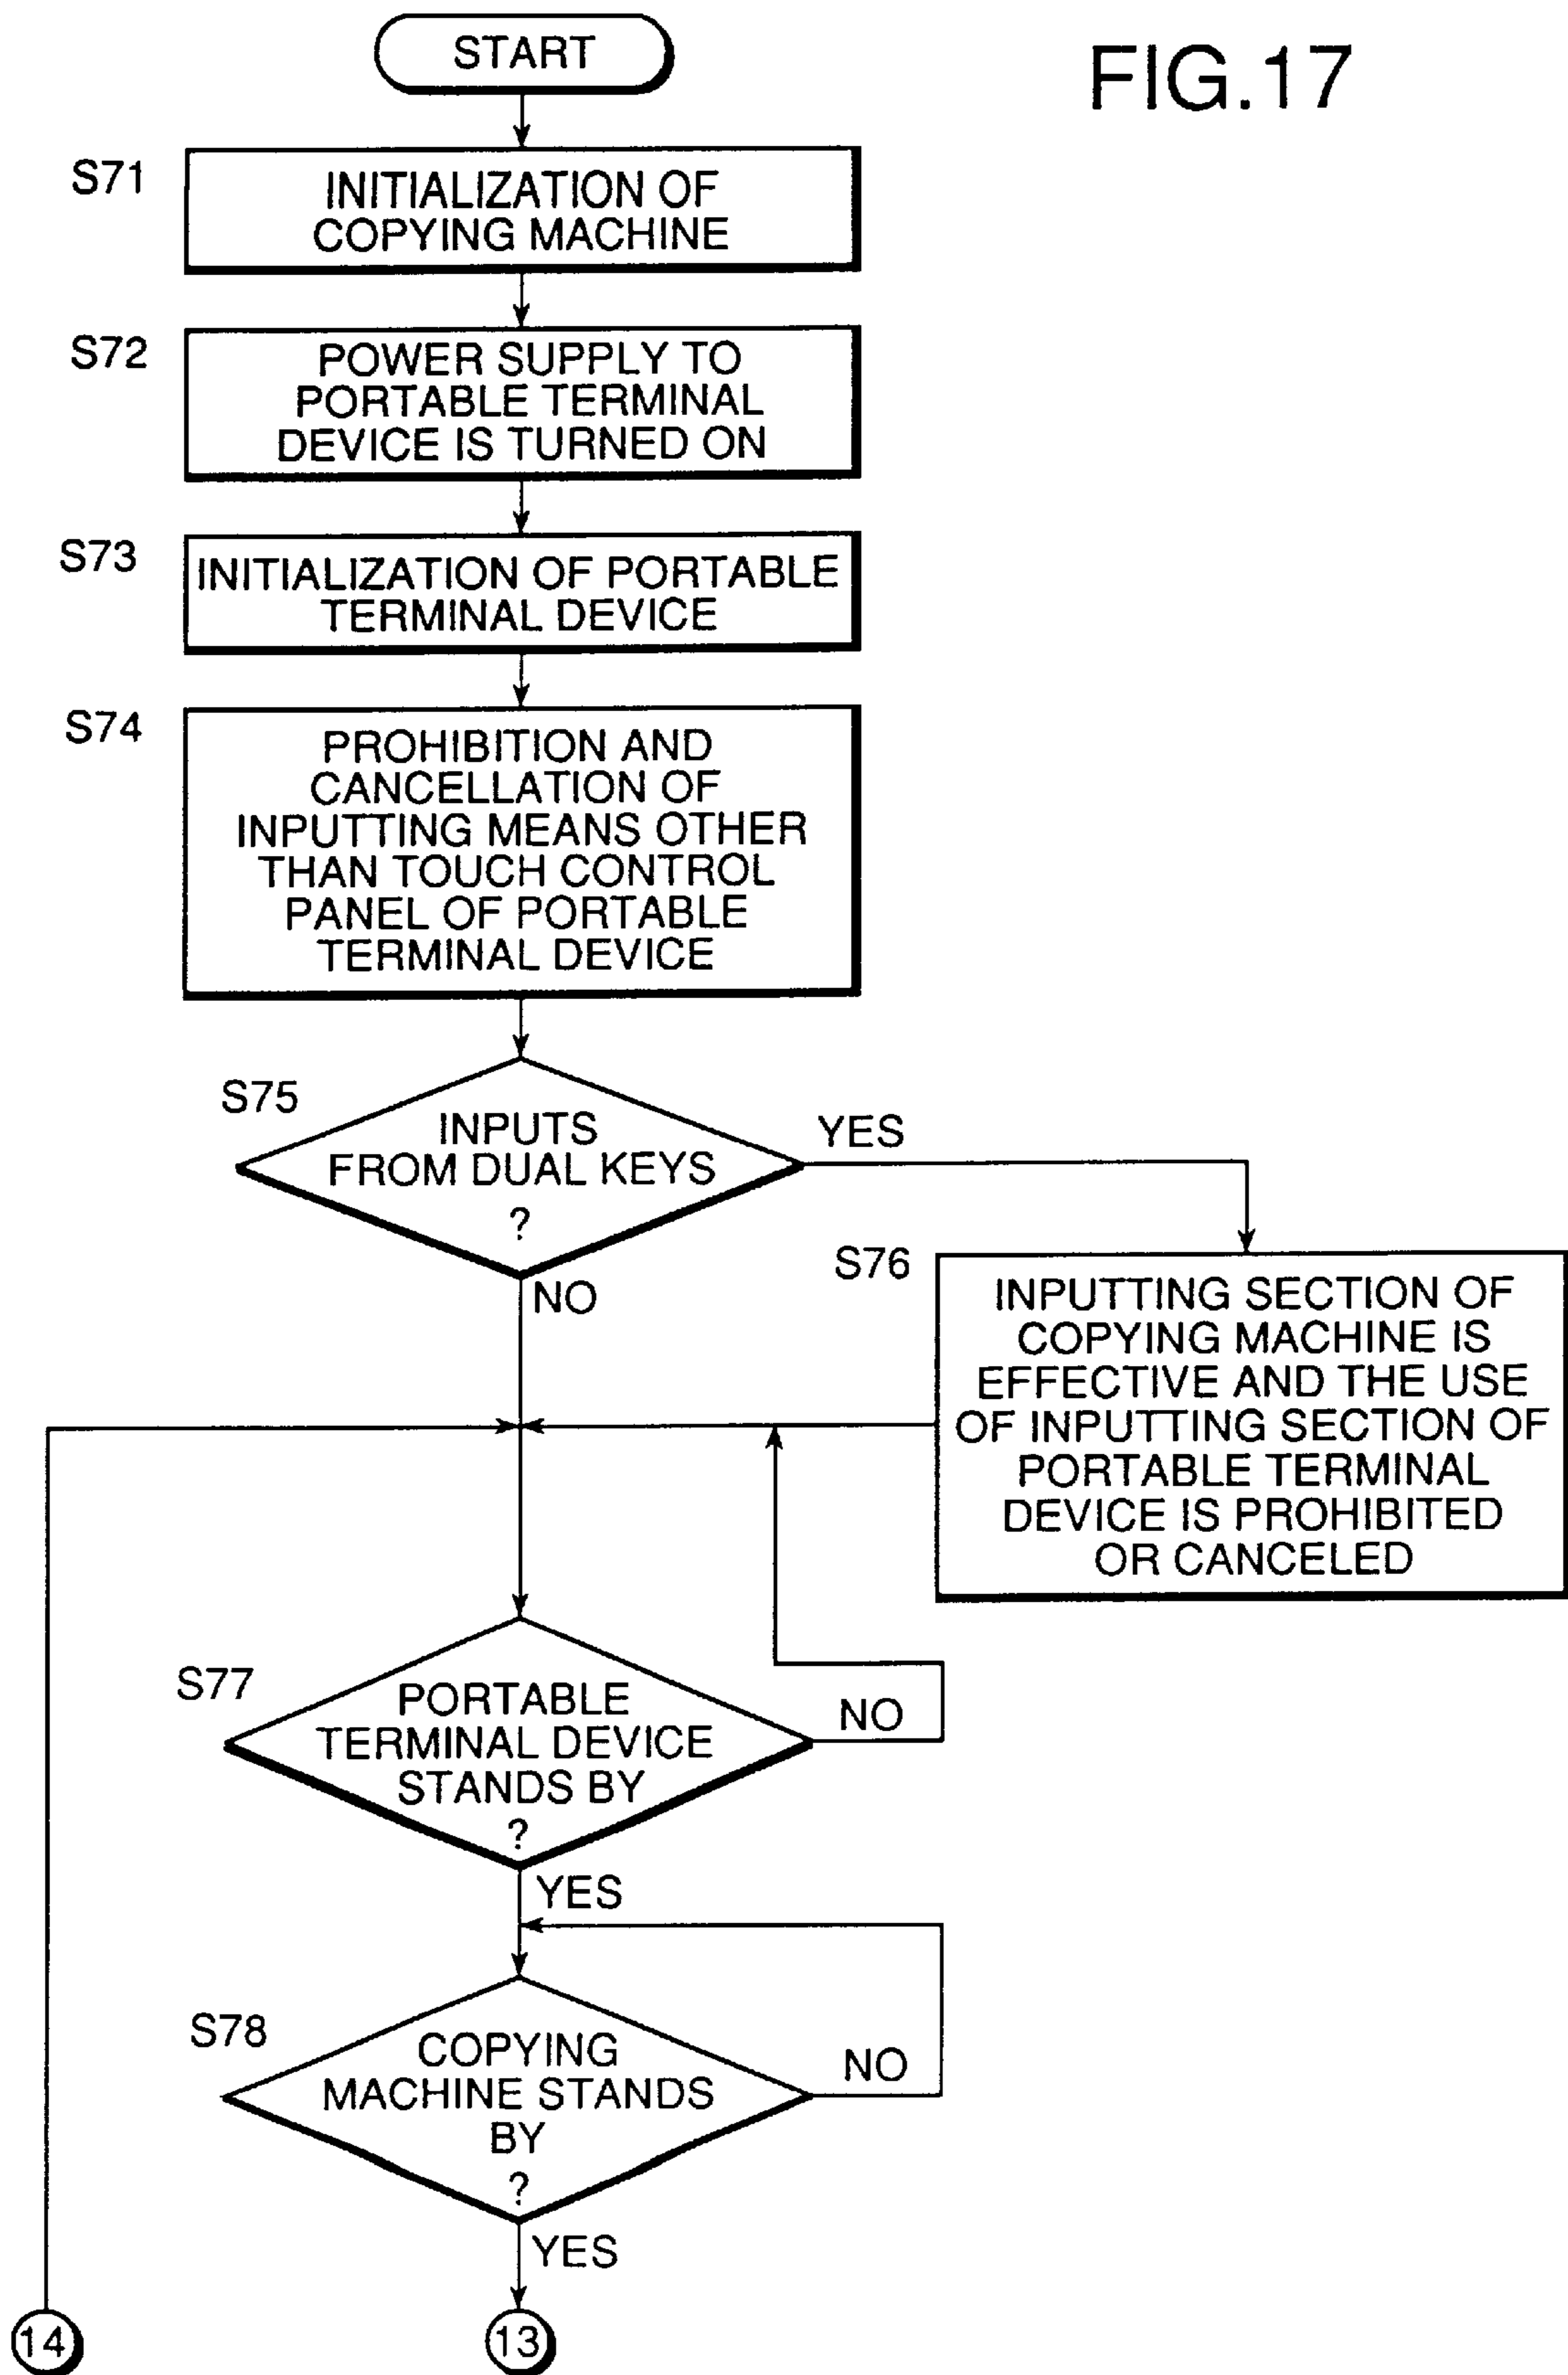 START
FIG.17
S71
INITIALIZATION OF
COPYING MACHINE
S72
POWER SUPPLY TO
PORTABLE TERMINAL
DEVICE IS TURNED ON
S73
INITIALIZATION OF PORTABLE
TERMINAL DEVICE
S74
PROHIBITION AND
CANCELLATION OF
INPUTTING MEANS OTHER
THAN TOUCH CONTROL
PANEL OF PORTABLE
TERMINAL DEVICE
S75
INPUTS
FROM DUAL KEYS
?
YES
NO
S76
INPUTTING SECTION OF
COPYING MACHINE IS
EFFECTIVE AND THE USE
OF INPUTTING SECTION OF
PORTABLE TERMINAL
DEVICE IS PROHIBITED
OR CANCELED
S77
PORTABLE
TERMINAL DEVICE
STANDS BY
?
NO
YES
S78
COPYING
MACHINE STANDS
BY
?
NO
YES
14
13